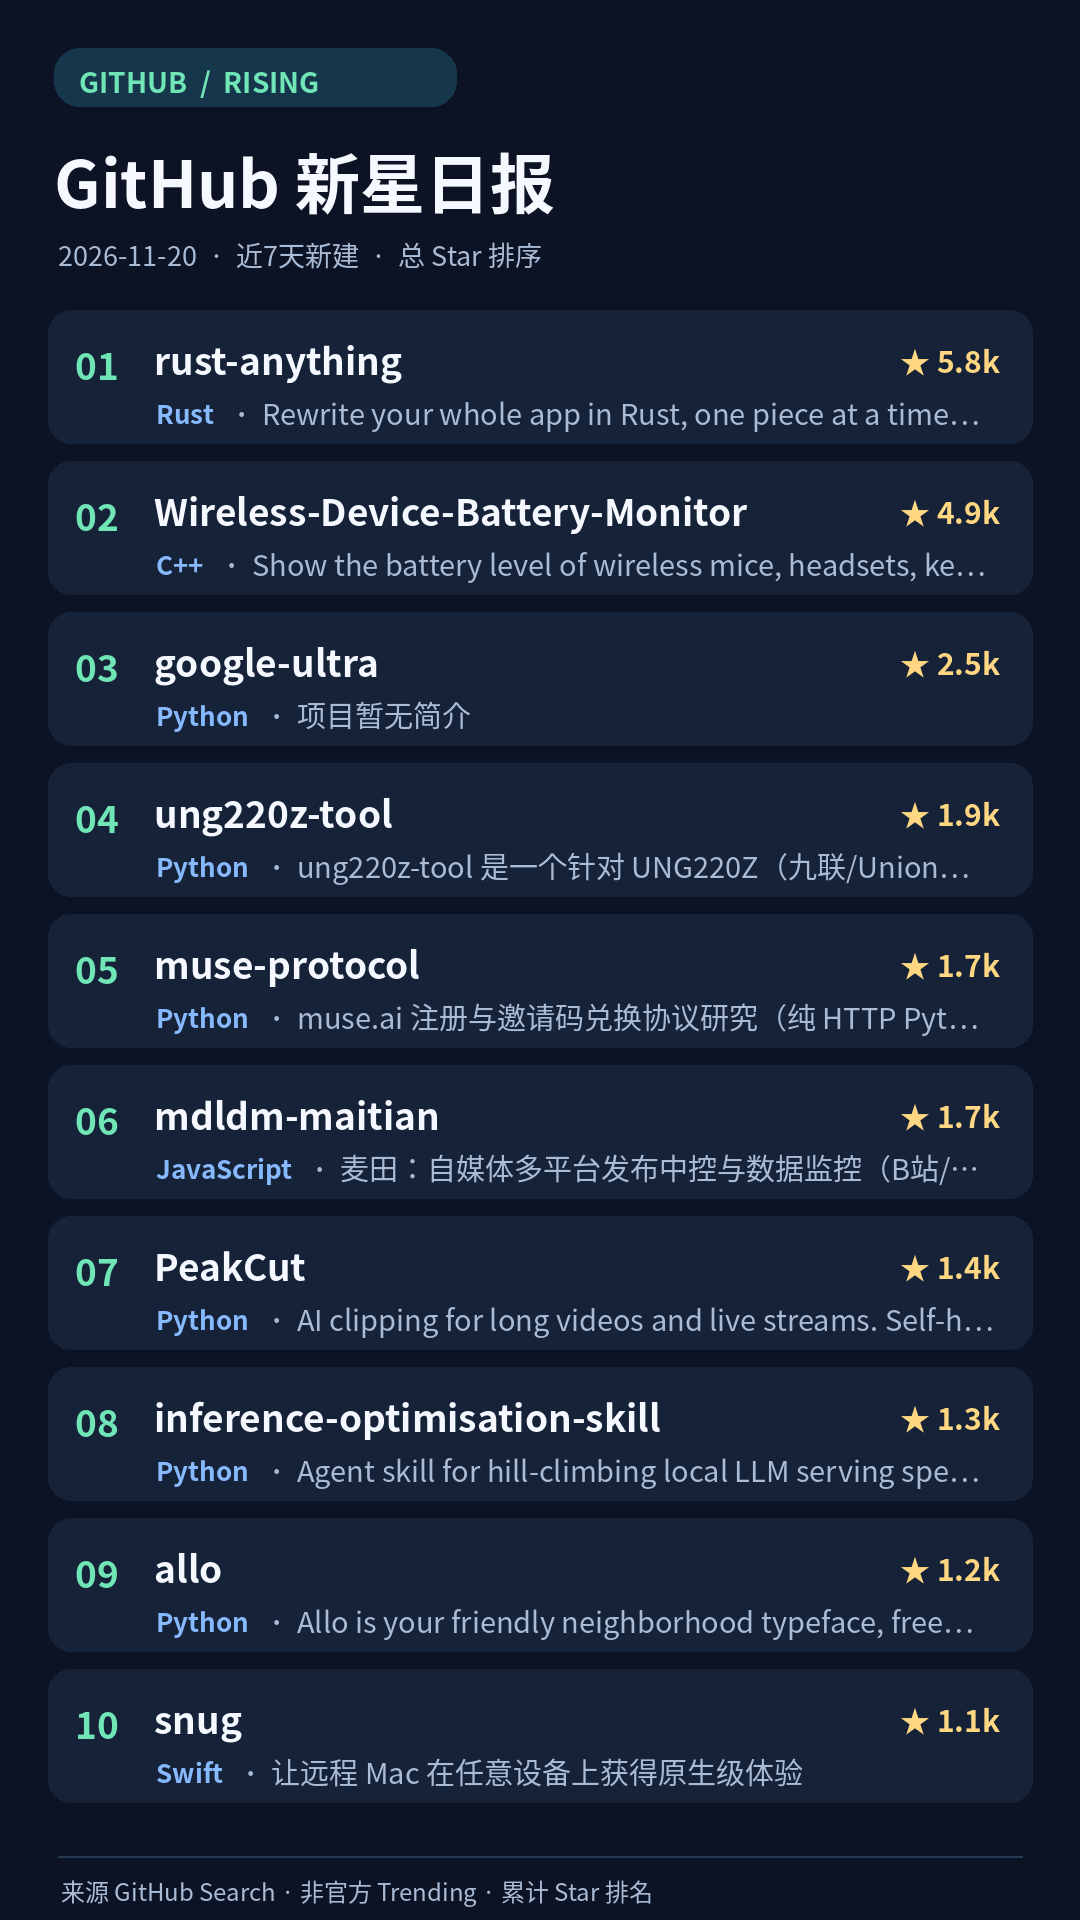 GITHUB / RISING
GitHub 新星日报
2026-11-20 · 近7天新建 · 总 Star 排序
01 rust-anything ★ 5.8k
Rust · Rewrite your whole app in Rust, one piece at a time…
02 Wireless-Device-Battery-Monitor ★ 4.9k
C++ · Show the battery level of wireless mice, headsets, ke…
03 google-ultra ★ 2.5k
Python · 项目暂无简介
04 ung220z-tool ★ 1.9k
Python · ung220z-tool 是一个针对 UNG220Z（九联/Union…
05 muse-protocol ★ 1.7k
Python · muse.ai 注册与邀请码兑换协议研究（纯 HTTP Pyt…
06 mdldm-maitian ★ 1.7k
JavaScript · 麦田：自媒体多平台发布中控与数据监控（B站/…
07 PeakCut ★ 1.4k
Python · AI clipping for long videos and live streams. Self-h…
08 inference-optimisation-skill ★ 1.3k
Python · Agent skill for hill-climbing local LLM serving spe…
09 allo ★ 1.2k
Python · Allo is your friendly neighborhood typeface, free…
10 snug ★ 1.1k
Swift · 让远程 Mac 在任意设备上获得原生级体验
来源 GitHub Search · 非官方 Trending · 累计 Star 排名